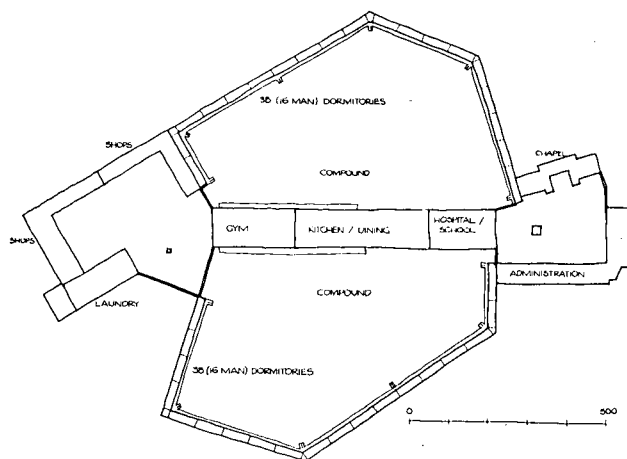 38 (16 MAN) DORMITORIES
SHOPS
CHAPEL
COMPOUND
GYM
KITCHEN / DINING
HOSPITAL /
SCHOOL
SHOPS
ADMINISTRATION
COMPOUND
LAUNDRY
38 (16 MAN) DORMITORIES
0
500